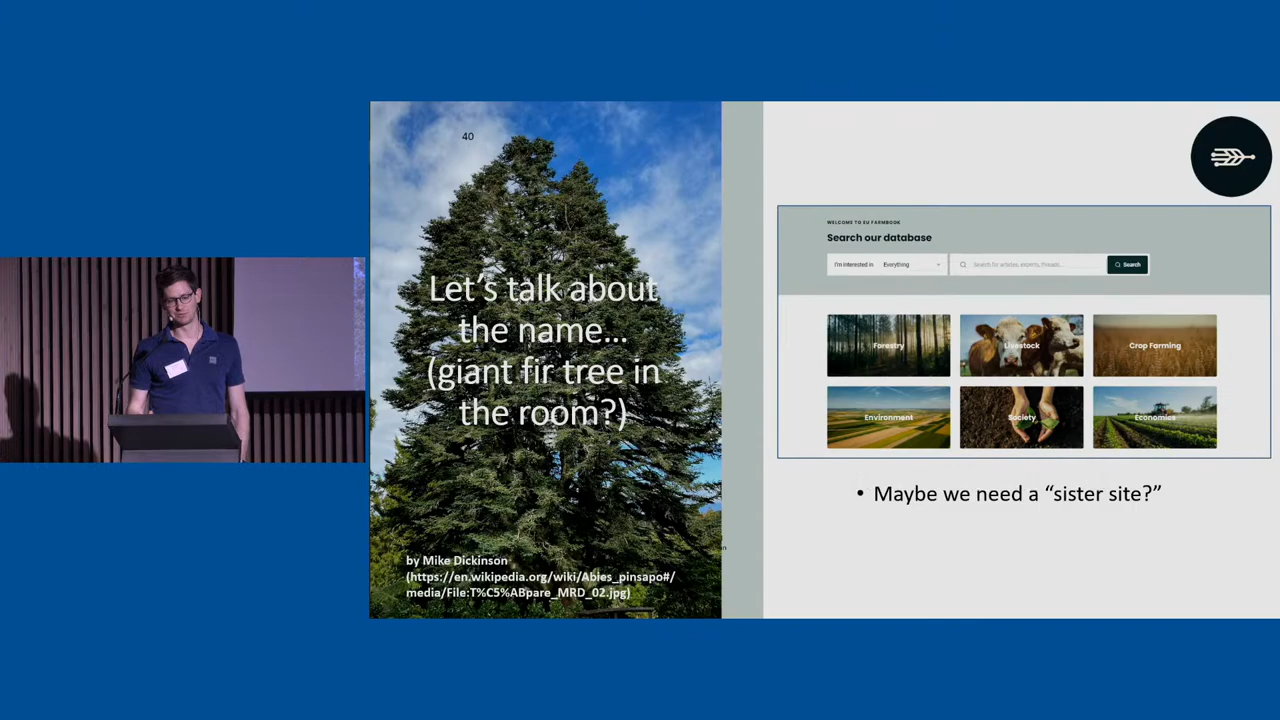 40
Let's talk about
the name...
(giant fir tree in
the room?)
by Mike Dickinson
(https://en.wikipedia.org/wiki/Abies_pinsapo#/
media/File:T%C5%ABpare_MRD_02.jpg)
WELCOME TO EU FARMBOOK
Search our database
I'm interested in Everything
Search for articles, experts, threads...
Search
Forestry
Livestock
Crop Farming
Environment
Society
Economics
• Maybe we need a “sister site?”